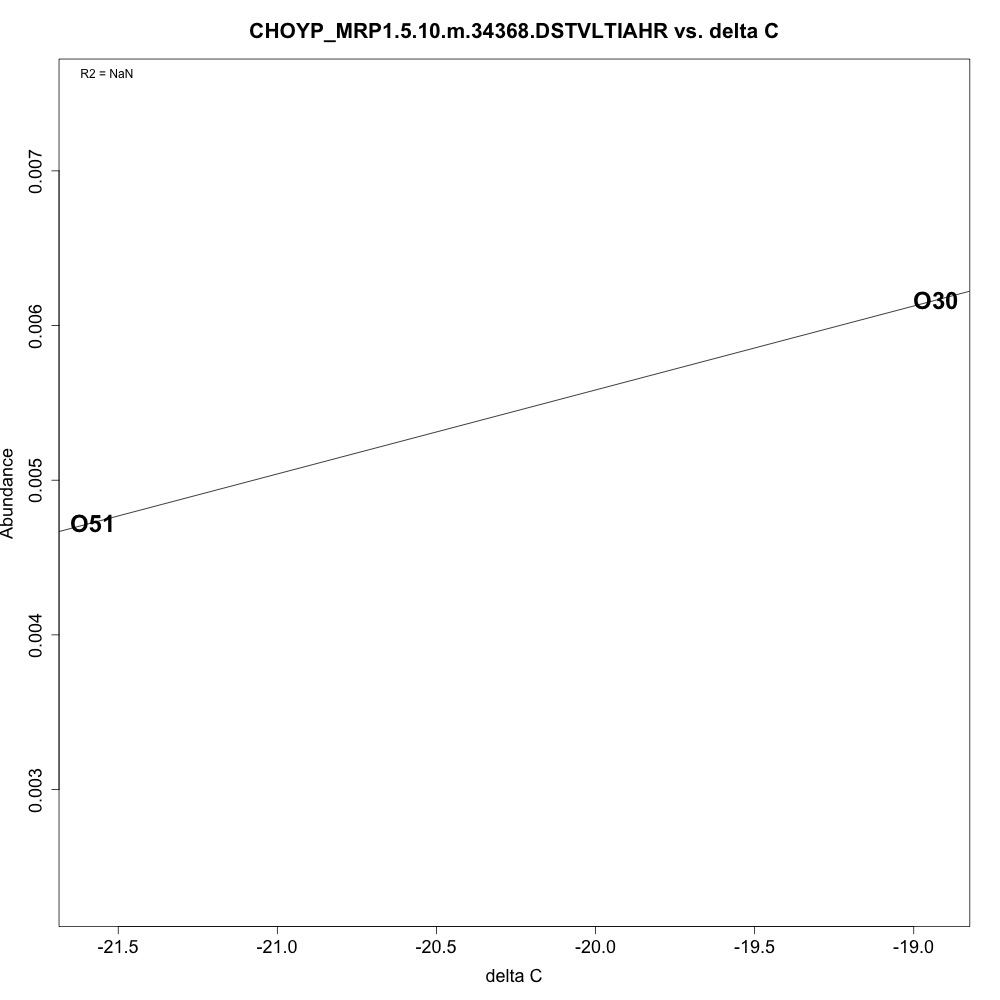 CHOYP_MRP1.5.10.m.34368.DSTVLTIAHR vs. delta C
R2 = NaN
0.007
0.006
0.005
0.004
0.003
Abundance
O30
O51
-21.5
-21.0
-20.5
-20.0
-19.5
-19.0
delta C